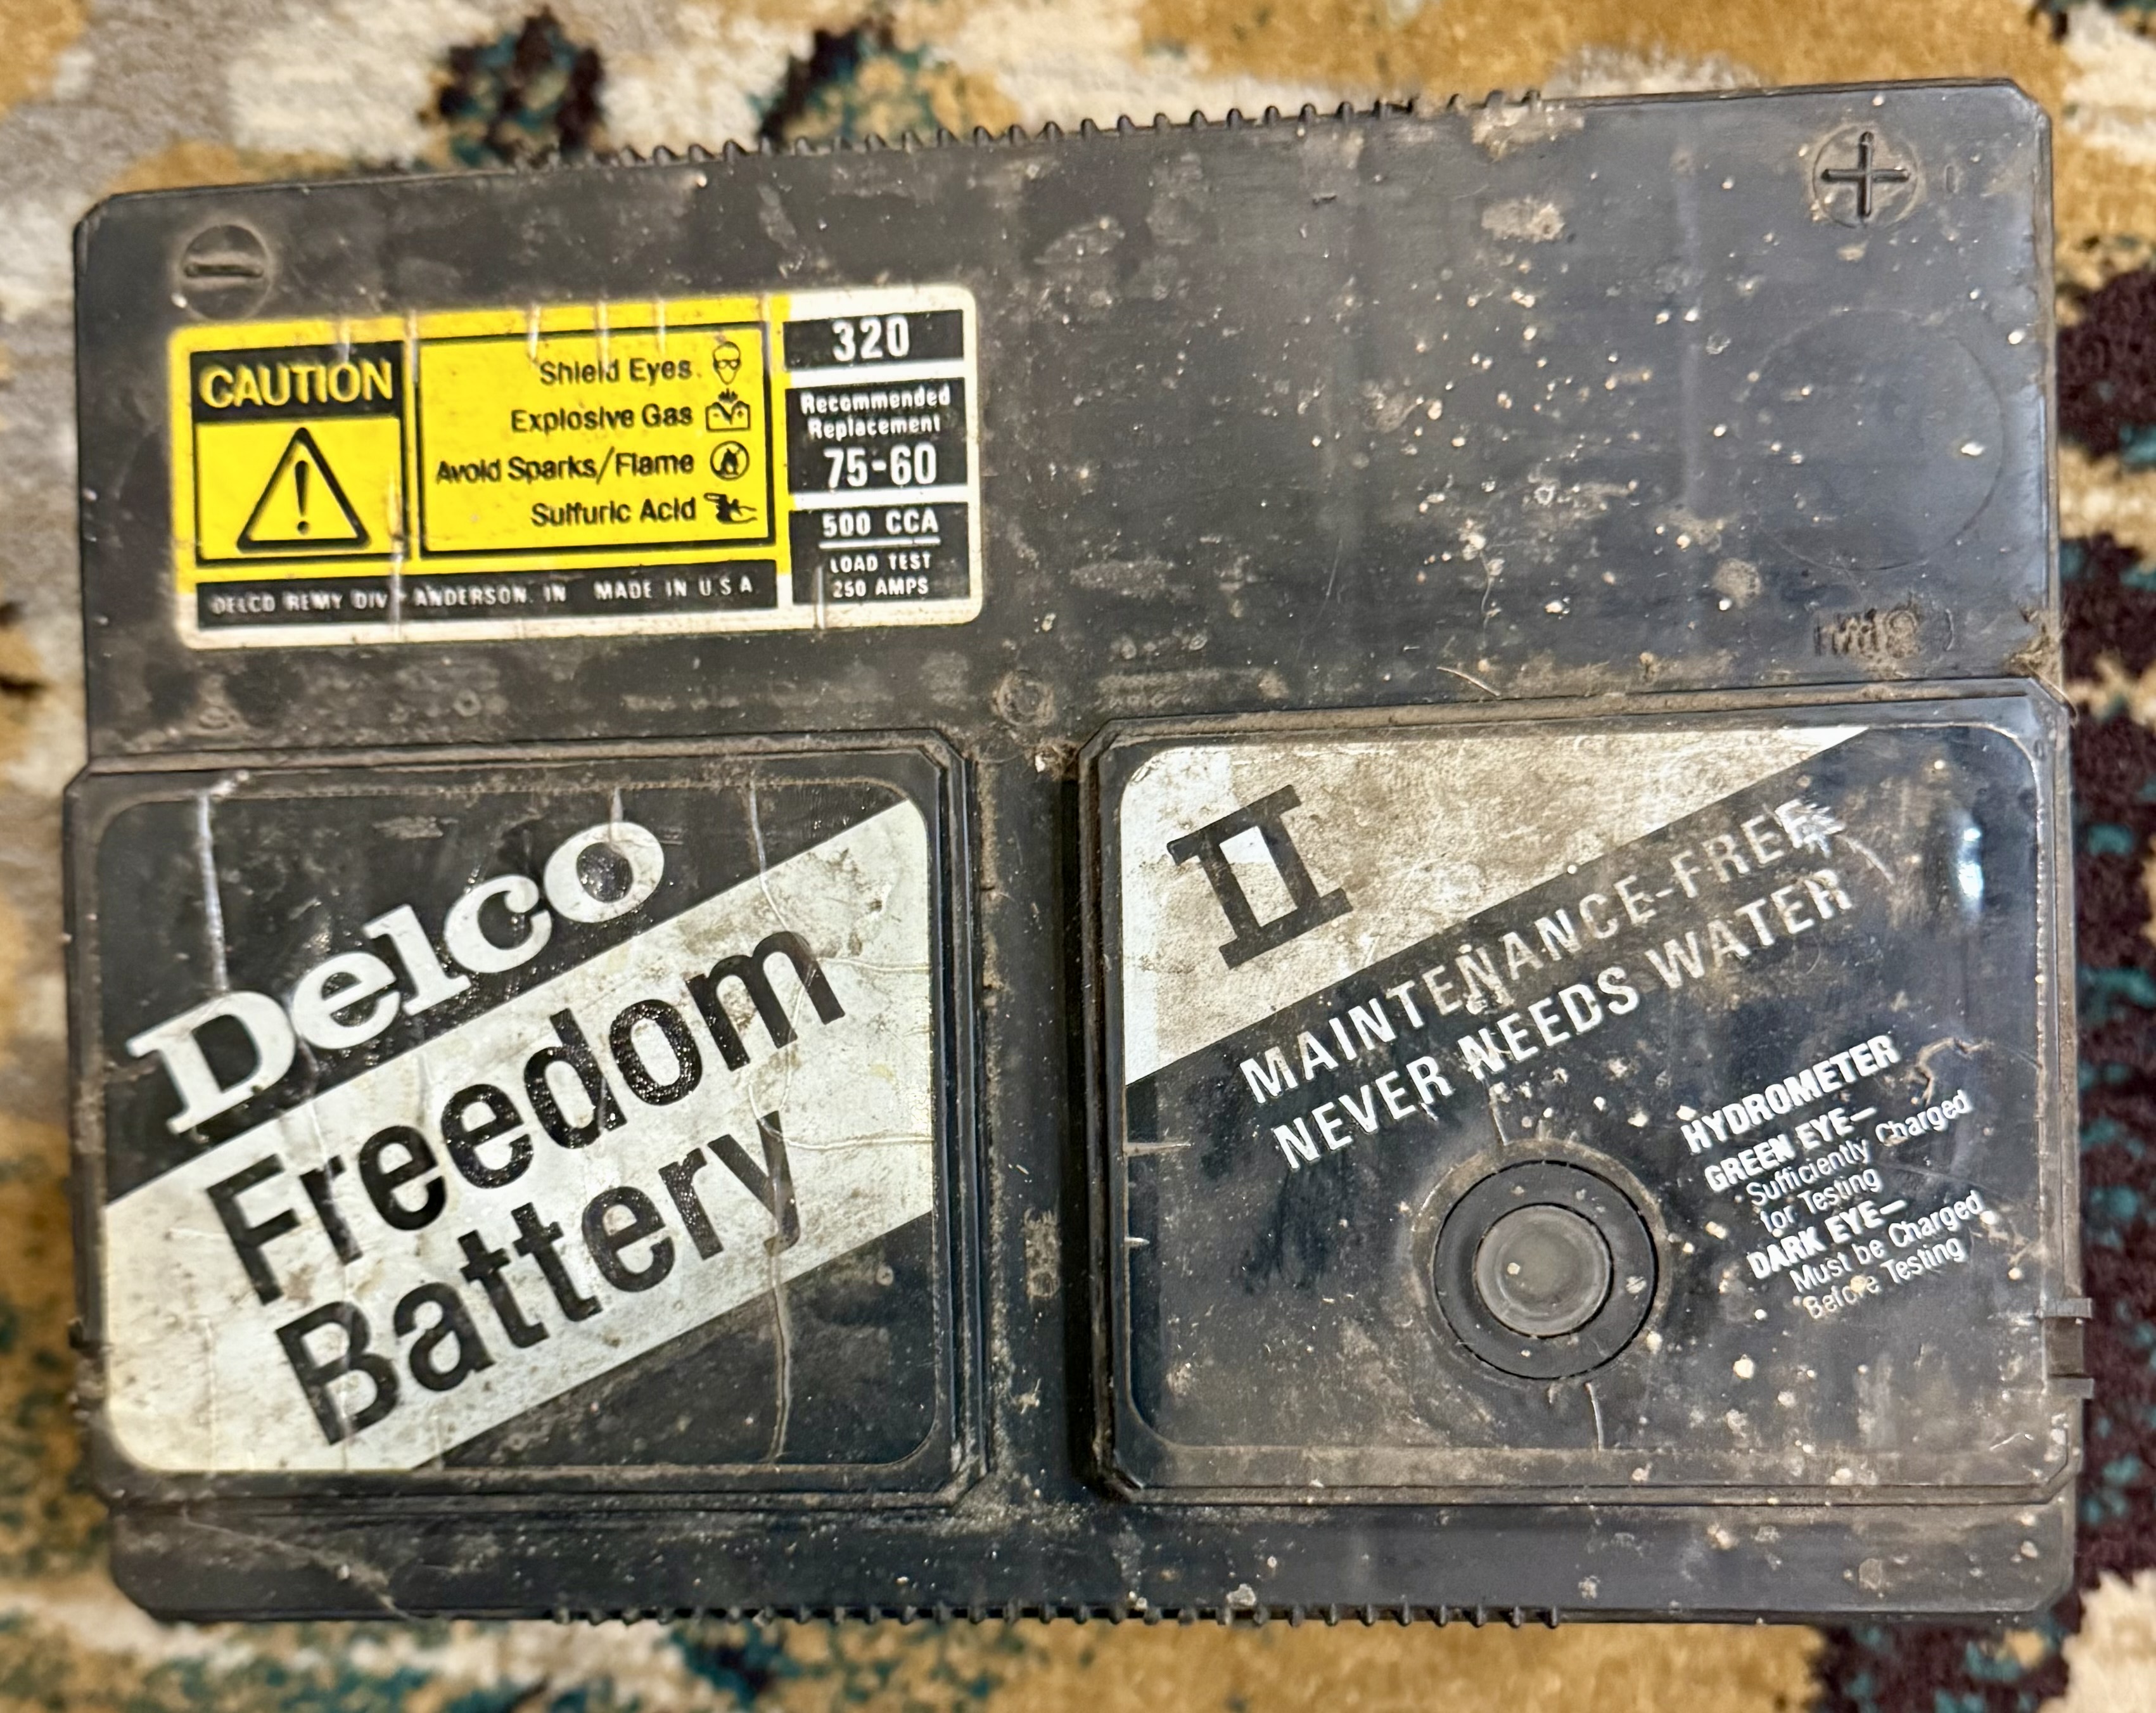 CAUTION
Shield Eyes
Explosive Gas
Avoid Sparks/Flame
Sulfuric Acid
DELCO REMY DIV ANDERSON, IN MADE IN U.S.A.
320
Recommended
Replacement
75-60
500 CCA
LOAD TEST
250 AMPS
Delco
Freedom
Battery
II
MAINTENANCE-FREE
NEVER NEEDS WATER
HYDROMETER
GREEN EYE—
Sufficiently Charged
for Testing
DARK EYE—
Must be Charged
Before Testing